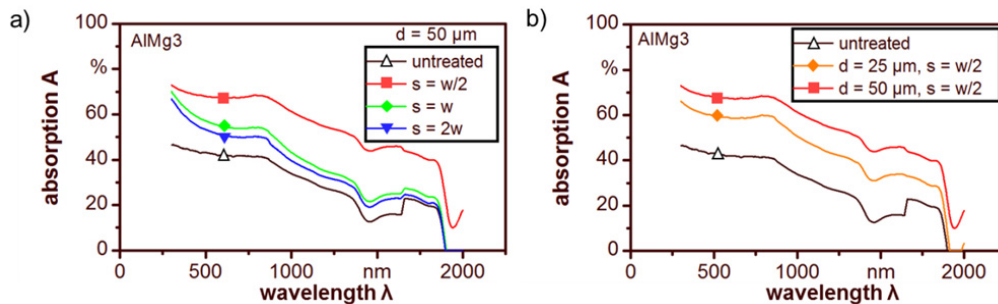 a)
100
AlMg3
d = 50 µm
untreated
s = w/2
s = w
s = 2w
%
60
40
20
0
absorption A
0
500
1000
nm
2000
wavelength λ
b)
100
AlMg3
untreated
d = 25 µm, s = w/2
d = 50 µm, s = w/2
%
60
40
20
0
absorption A
0
500
1000
nm
2000
wavelength λ